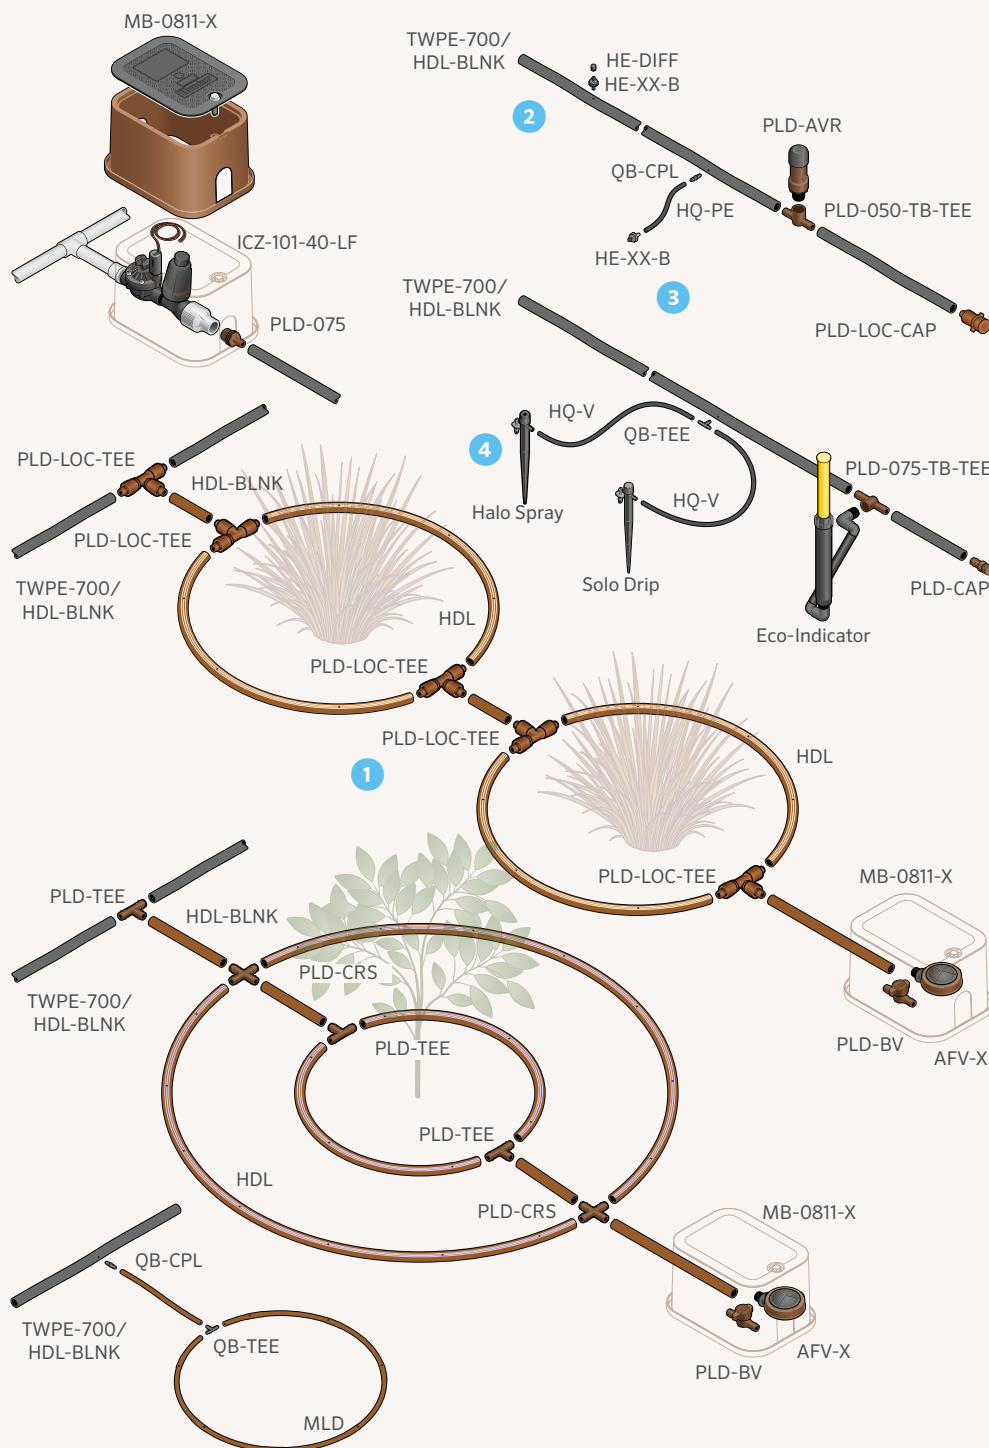 MB-0811-X
ICZ-101-40-LF
PLD-075
TWPE-700/
HDL-BLNK
HE-DIFF
HE-XX-B
2
PLD-AVR
QB-CPL
HQ-PE
PLD-050-TB-TEE
HE-XX-B
PLD-LOC-CAP
3
TWPE-700/
HDL-BLNK
HQ-V
QB-TEE
4
Halo Spray
HQ-V
Solo Drip
PLD-075-TB-TEE
PLD-CAP
Eco-Indicator
PLD-LOC-TEE
HDL-BLNK
PLD-LOC-TEE
TWPE-700/
HDL-BLNK
HDL
PLD-LOC-TEE
PLD-LOC-TEE
1
HDL
PLD-LOC-TEE
MB-0811-X
PLD-BV
AFV-X
PLD-TEE
HDL-BLNK
PLD-CRS
TWPE-700/
HDL-BLNK
PLD-TEE
PLD-TEE
HDL
PLD-CRS
MB-0811-X
PLD-BV
AFV-X
QB-CPL
TWPE-700/
HDL-BLNK
QB-TEE
MLD